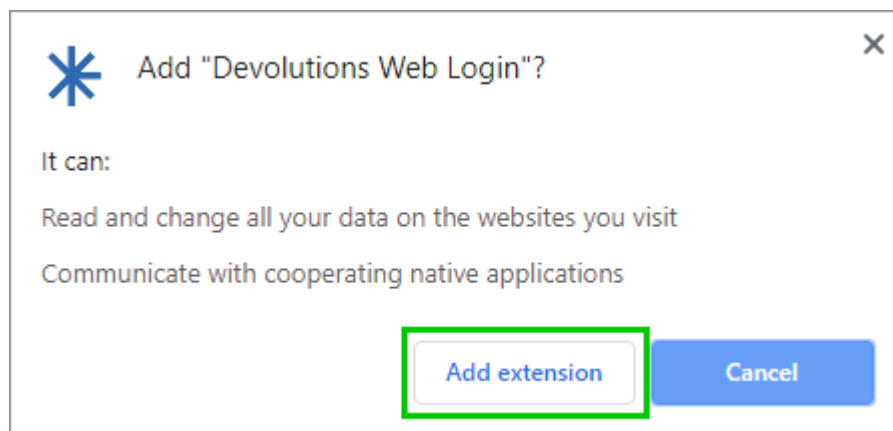 Add "Devolutions Web Login"?
It can:
Read and change all your data on the websites you visit
Communicate with cooperating native applications
Add extension
Cancel